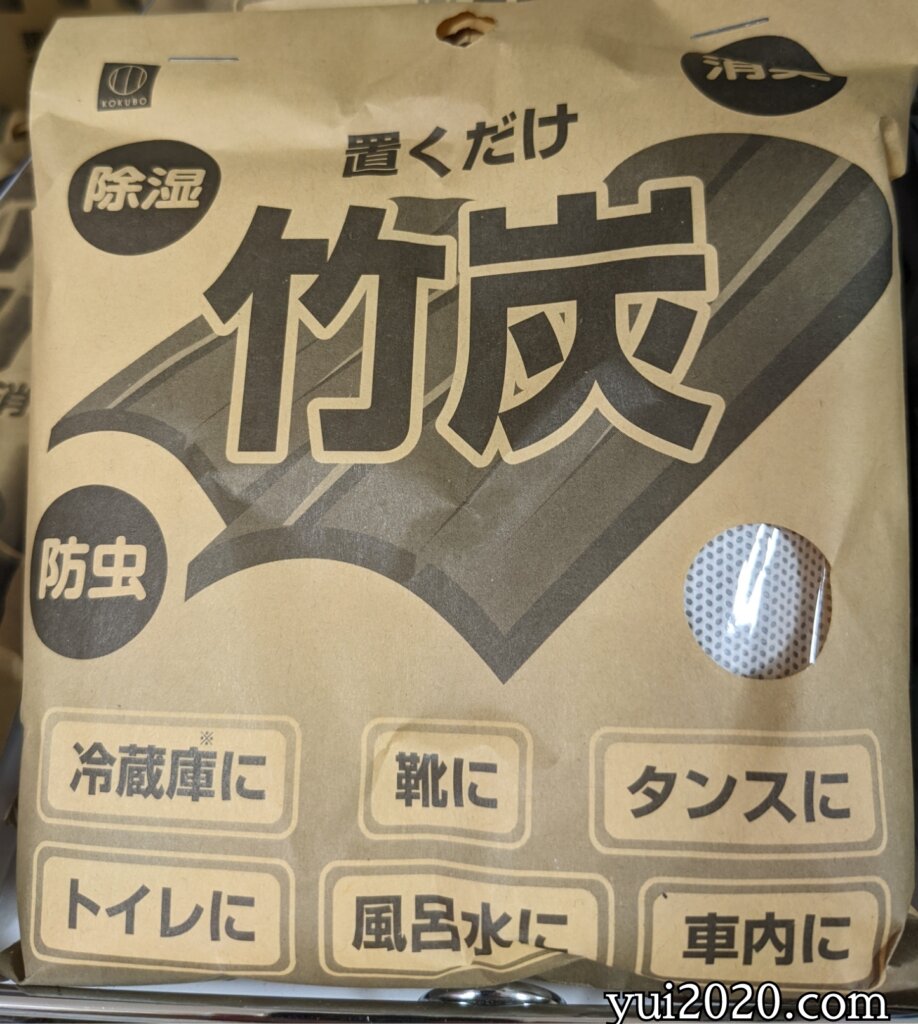 KOKUBO
消臭
除湿
置くだけ
竹炭
防虫
冷蔵庫に※
靴に
タンスに
トイレに
風呂水に
車内に
消
yui2020.com